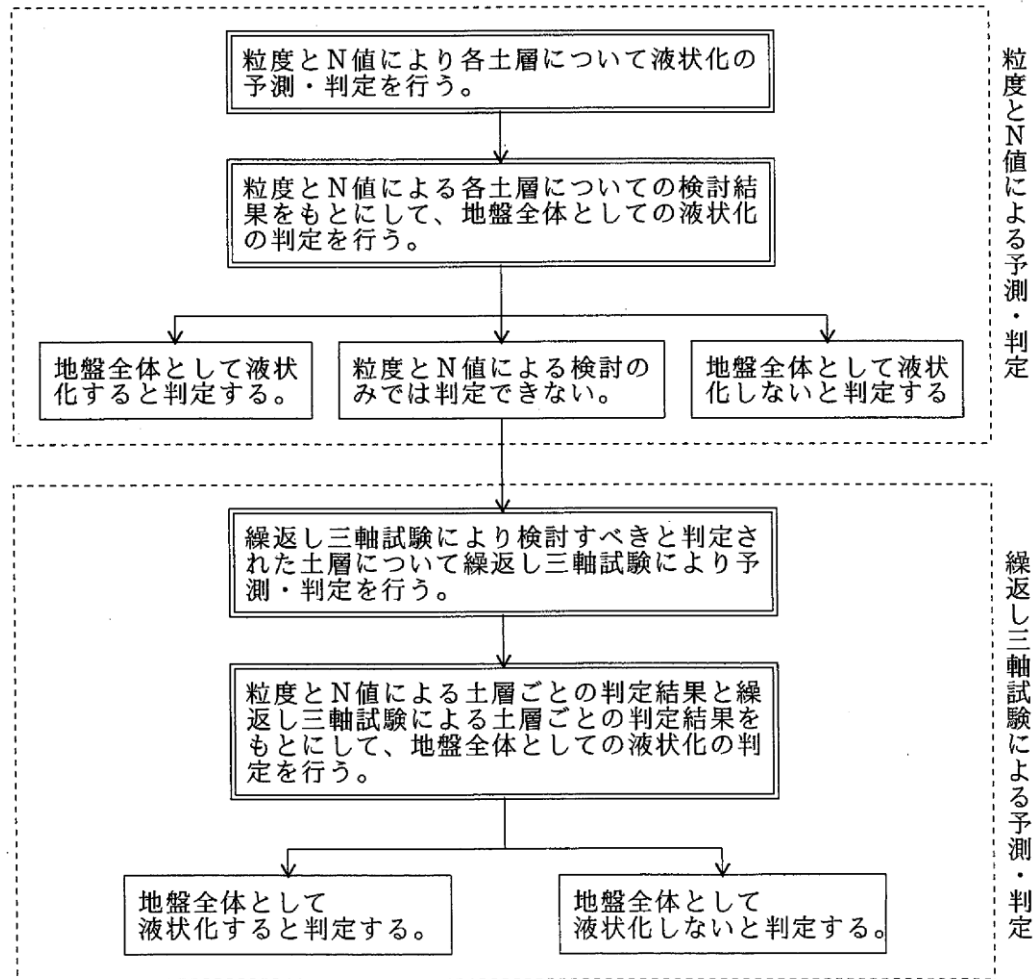 粒度とN値により各土層について液状化の
予測・判定を行う。
粒度とN値による各土層についての検討結
果をもとにして、地盤全体としての液状化
の判定を行う。
地盤全体として液状
化すると判定する。
粒度とN値による検討の
みでは判定できない。
地盤全体として液状
化しないと判定する
粒度とN値による予測・判定
繰返し三軸試験により検討すべきと判定さ
れた土層について繰返し三軸試験により予
測・判定を行う。
粒度とN値による土層ごとの判定結果と繰
返し三軸試験による土層ごとの判定結果を
もとにして、地盤全体としての液状化の判
定を行う。
地盤全体として
液状化すると判定する。
地盤全体として
液状化しないと判定する。
繰返し三軸試験による予測・判定